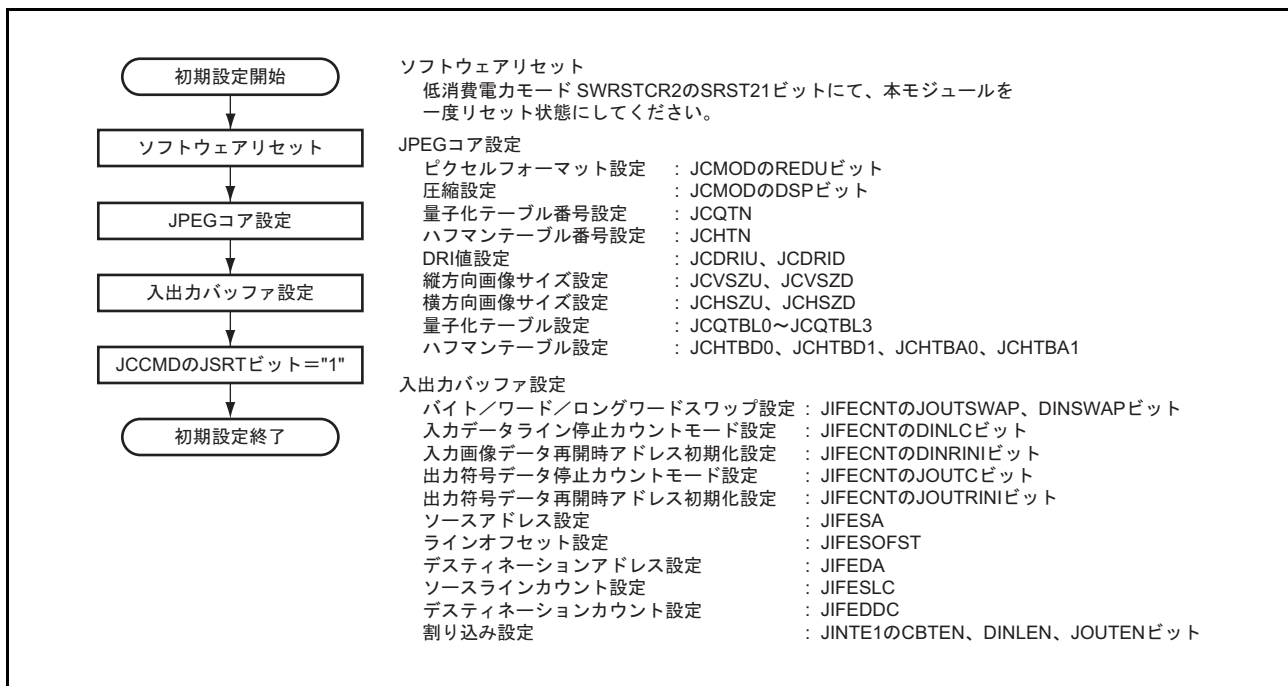 初期設定開始
ソフトウェアリセット
JPEGコア設定
入出力バッファ設定
JCCMDのJSRTビット＝"1"
初期設定終了
ソフトウェアリセット
低消費電力モード SWRSTCR2のSRST21ビットにて、本モジュールを
一度リセット状態にしてください。
JPEGコア設定
ピクセルフォーマット設定 : JCMODのREDUビット
圧縮設定 : JCMODのDSPビット
量子化テーブル番号設定 : JCQTN
ハフマンテーブル番号設定 : JCHTN
DRI値設定 : JCDRIU、JCDRID
縦方向画像サイズ設定 : JCVSZU、JCVSZD
横方向画像サイズ設定 : JCHSZU、JCHSZD
量子化テーブル設定 : JCQTBL0～JCQTBL3
ハフマンテーブル設定 : JCHTBD0、JCHTBD1、JCHTBA0、JCHTBA1
入出力バッファ設定
バイト／ワード／ロングワードスワップ設定 : JIFECNTのJOUTSWAP、DINSWAPビット
入力データライン停止カウントモード設定 : JIFECNTのDINLCビット
入力画像データ再開時アドレス初期化設定 : JIFECNTのDINRINIビット
出力符号データ停止カウントモード設定 : JIFECNTのJOUTCビット
出力符号データ再開時アドレス初期化設定 : JIFECNTのJOUTRINIビット
ソースアドレス設定 : JIFESA
ラインオフセット設定 : JIFESOFST
デスティネーションアドレス設定 : JIFEDA
ソースラインカウント設定 : JIFESLC
デスティネーションカウント設定 : JIFEDDC
割り込み設定 : JINTE1のCBTEN、DINLEN、JOUTENビット